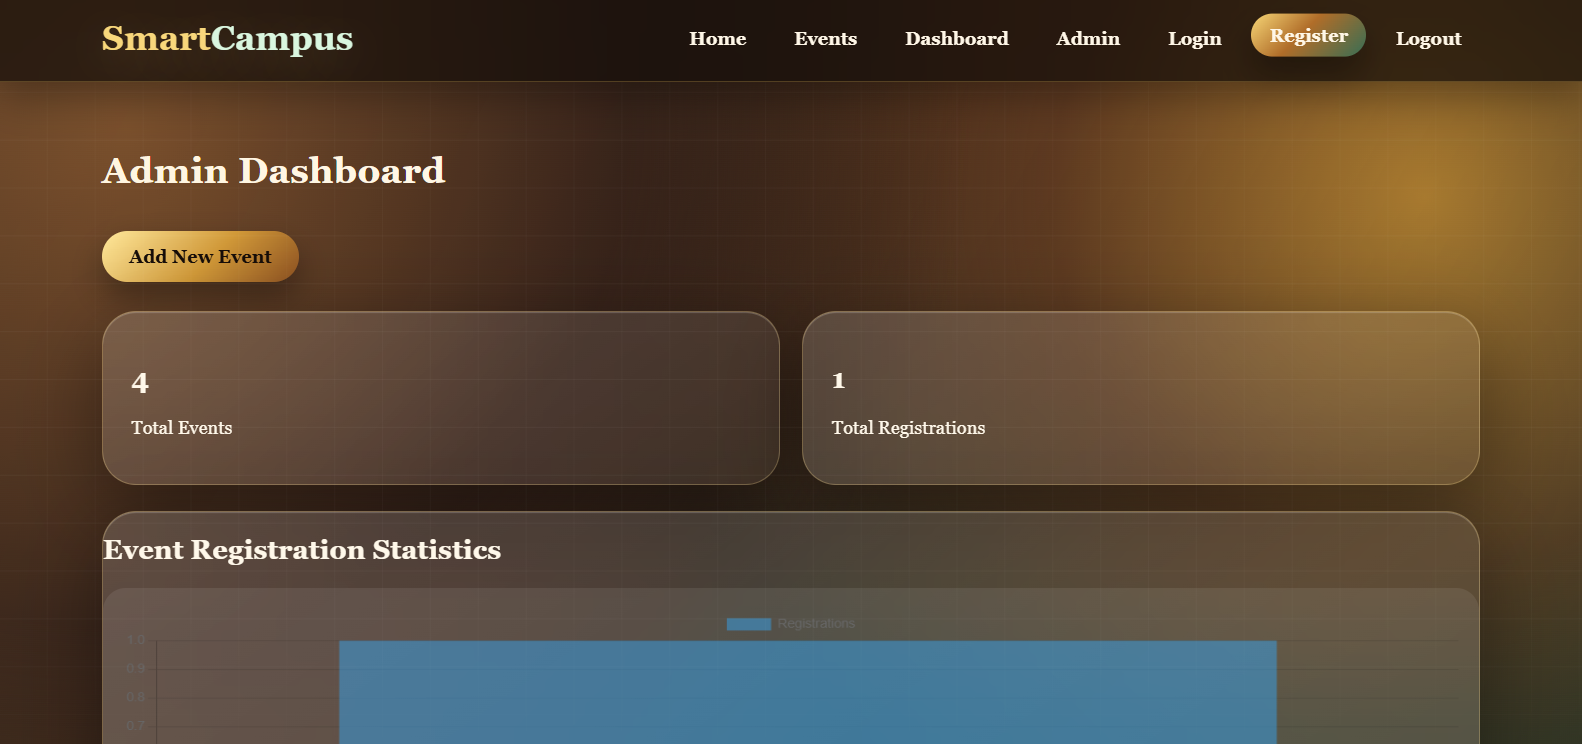 SmartCampus
Home Events Dashboard Admin Login Register Logout
Admin Dashboard
Add New Event
4
Total Events
1
Total Registrations
Event Registration Statistics
Registrations
1.0
0.9
0.8
0.7